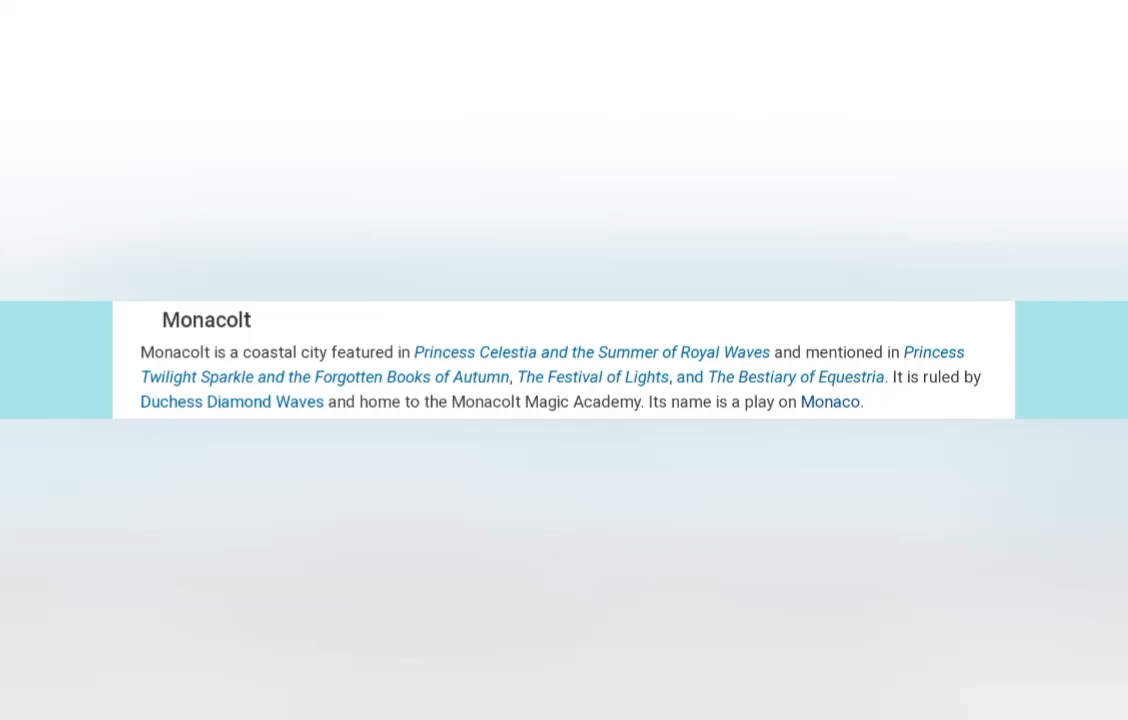 Monacolt
Monacolt is a coastal city featured in Princess Celestia and the Summer of Royal Waves and mentioned in Princess
Twilight Sparkle and the Forgotten Books of Autumn, The Festival of Lights, and The Bestiary of Equestria. It is ruled by
Duchess Diamond Waves and home to the Monacolt Magic Academy. Its name is a play on Monaco.